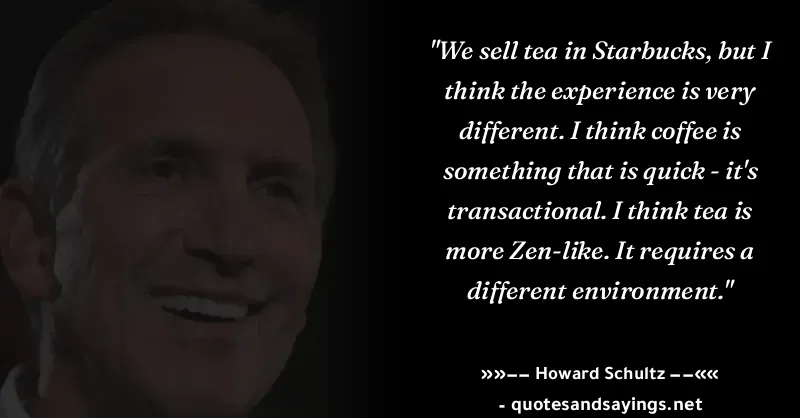 "We sell tea in Starbucks, but I
think the experience is very
different. I think coffee is
something that is quick - it's
transactional. I think tea is
more Zen-like. It requires a
different environment."
»»–– Howard Schultz ––««
- quotesandsayings.net